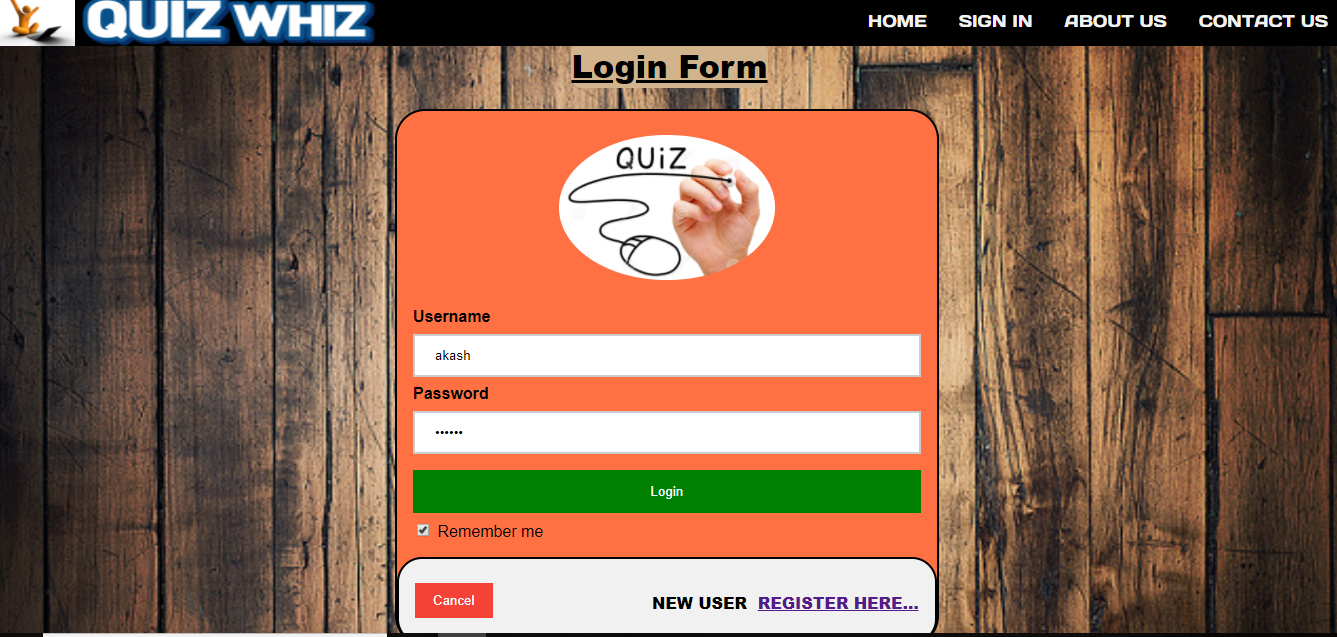 QUIZ WHIZ
HOME SIGN IN ABOUT US CONTACT US
Login Form
QUiZ
Username
akash
Password
••••••
Login
Remember me
Cancel
NEW USER REGISTER HERE...